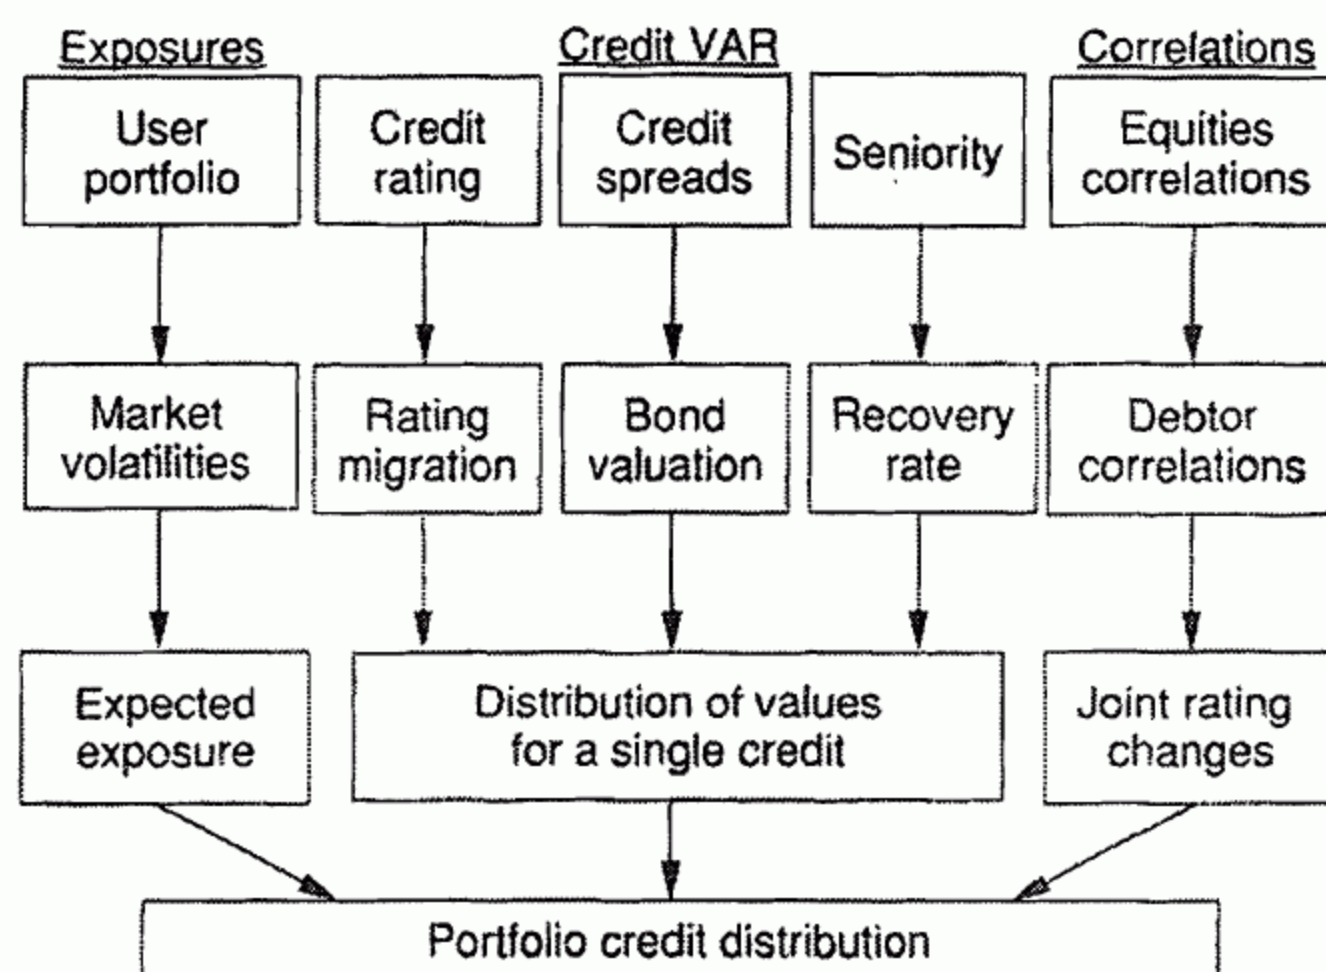 Exposures
Credit VAR
Correlations
User
portfolio
Credit
rating
Credit
spreads
Seniority
Equities
correlations
Market
volatilities
Rating
migration
Bond
valuation
Recovery
rate
Debtor
correlations
Expected
exposure
Distribution of values
for a single credit
Joint rating
changes
Portfolio credit distribution